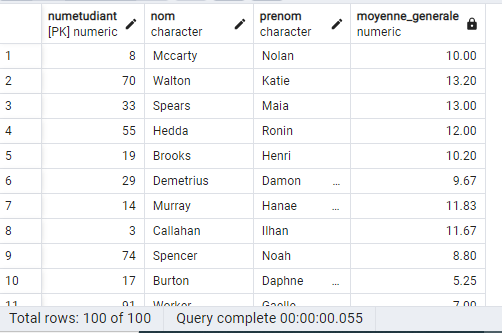 numetudiant nom prenom moyenne_generale
[PK] numeric character character numeric
1 8 Mccarty Nolan 10.00
2 70 Walton Katie 13.20
3 33 Spears Maia 13.00
4 55 Hedda Ronin 12.00
5 19 Brooks Henri 10.20
6 29 Demetrius Damon ... 9.67
7 14 Murray Hanae ... 11.83
8 3 Callahan Ilhan 11.67
9 74 Spencer Noah 8.80
10 17 Burton Daphne ... 5.25
11 91 Worker Gaelle 7.00
Total rows: 100 of 100 Query complete 00:00:00.055